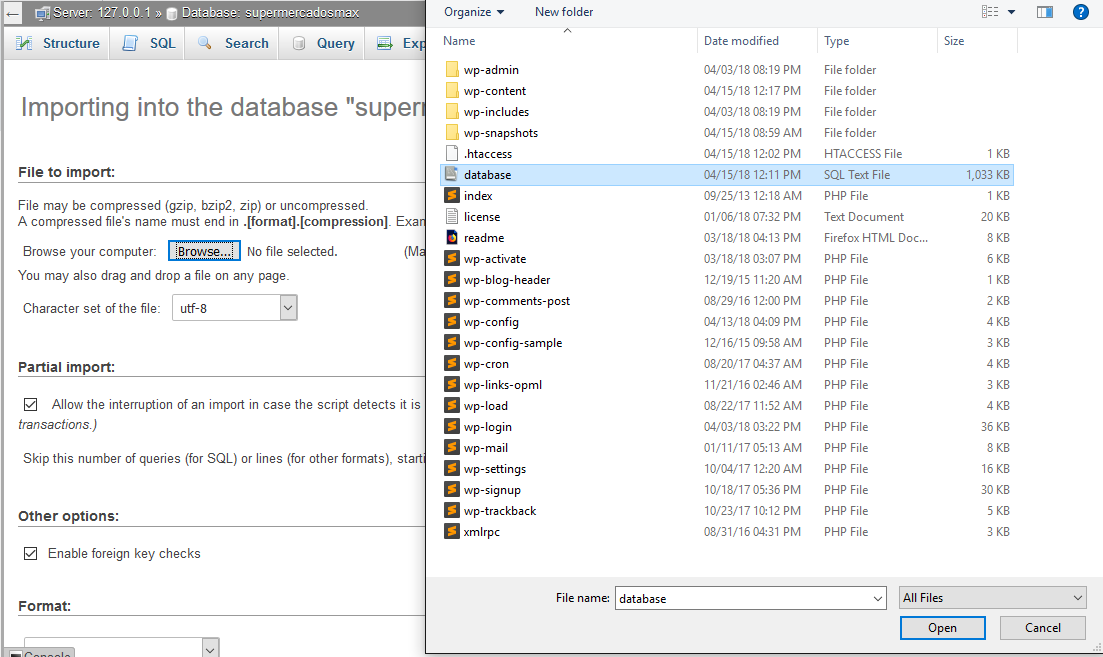 Server: 127.0.0.1 » Database: supermercadosmax
Structure SQL Search Query Exp
Importing into the database "super
File to import:
File may be compressed (gzip, bzip2, zip) or uncompressed.
A compressed file's name must end in .[format].[compression]. Exan
Browse your computer: Browse... No file selected. (Ma
You may also drag and drop a file on any page.
Character set of the file: utf-8
Partial import:
Allow the interruption of an import in case the script detects it is
transactions.)
Skip this number of queries (for SQL) or lines (for other formats), starti
Other options:
Enable foreign key checks
Format:
Console
Organize New folder
Name Date modified Type Size
wp-admin 04/03/18 08:19 PM File folder
wp-content 04/15/18 12:17 PM File folder
wp-includes 04/03/18 08:19 PM File folder
wp-snapshots 04/15/18 08:59 AM File folder
.htaccess 04/15/18 12:02 PM HTACCESS File 1 KB
database 04/15/18 12:11 PM SQL Text File 1,033 KB
index 09/25/13 12:18 AM PHP File 1 KB
license 01/06/18 07:32 PM Text Document 20 KB
readme 03/18/18 04:13 PM Firefox HTML Doc... 8 KB
wp-activate 03/18/18 03:07 PM PHP File 6 KB
wp-blog-header 12/19/15 11:20 AM PHP File 1 KB
wp-comments-post 08/29/16 12:00 PM PHP File 2 KB
wp-config 04/13/18 04:09 PM PHP File 4 KB
wp-config-sample 12/16/15 09:58 AM PHP File 3 KB
wp-cron 08/20/17 04:37 AM PHP File 4 KB
wp-links-opml 11/21/16 02:46 AM PHP File 3 KB
wp-load 08/22/17 11:52 AM PHP File 4 KB
wp-login 04/03/18 03:22 PM PHP File 36 KB
wp-mail 01/11/17 05:13 AM PHP File 8 KB
wp-settings 10/04/17 12:20 AM PHP File 16 KB
wp-signup 10/18/17 05:36 PM PHP File 30 KB
wp-trackback 10/23/17 10:12 PM PHP File 5 KB
xmlrpc 08/31/16 04:31 PM PHP File 3 KB
File name: database All Files
Open Cancel